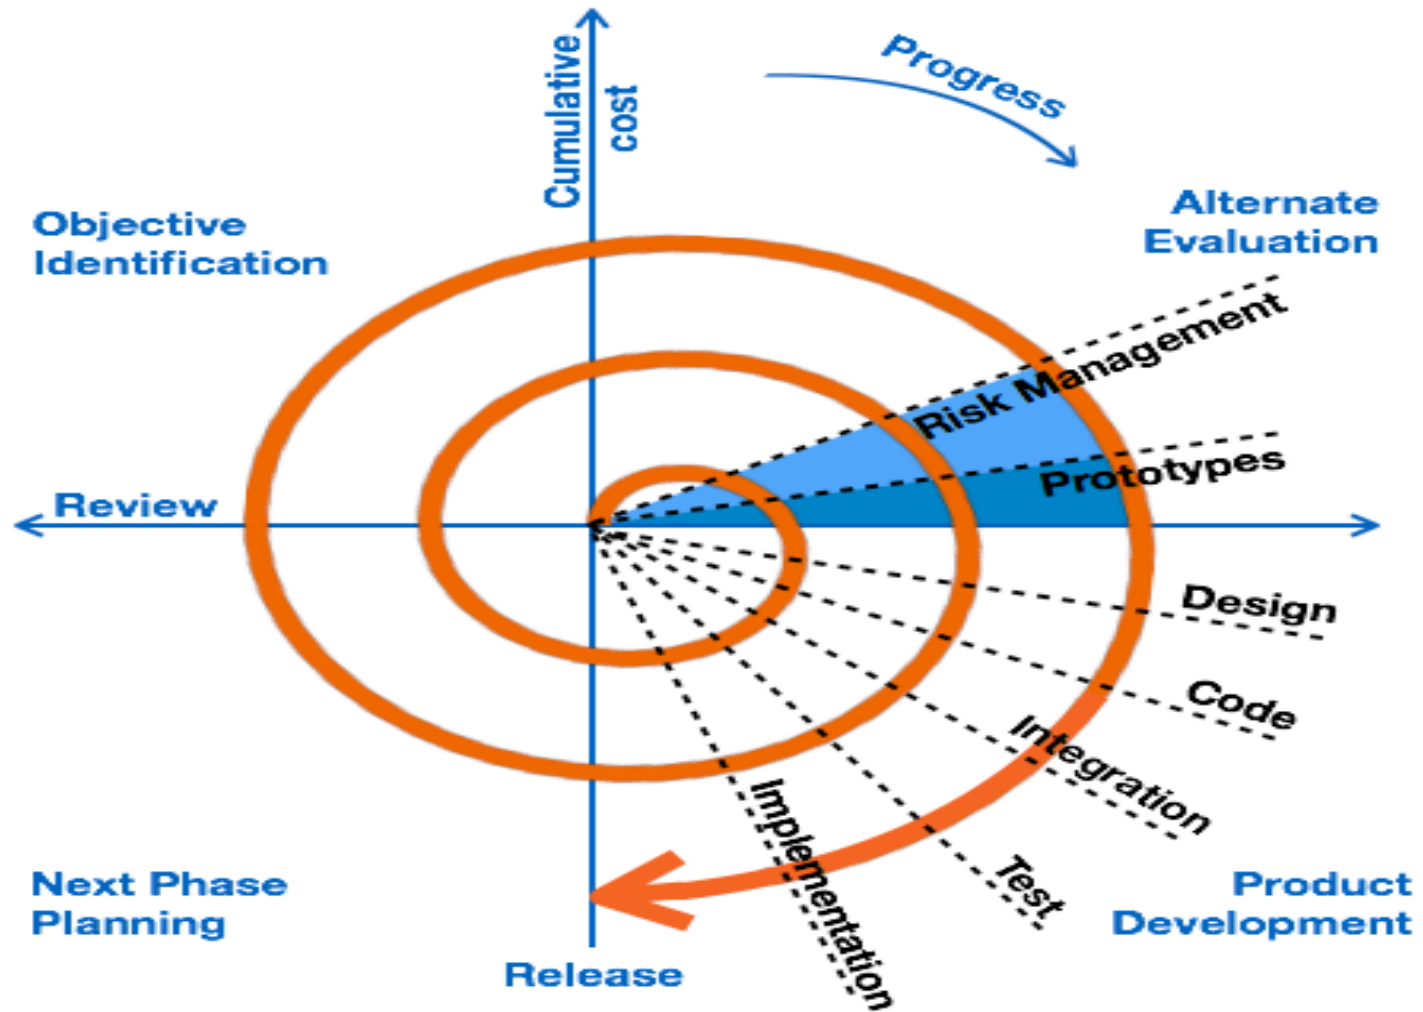 Cumulative
cost
Progress
Objective
Identification
Alternate
Evaluation
Risk Management
Prototypes
Review
Design
Code
Integration
Test
Implementation
Next Phase
Planning
Product
Development
Release